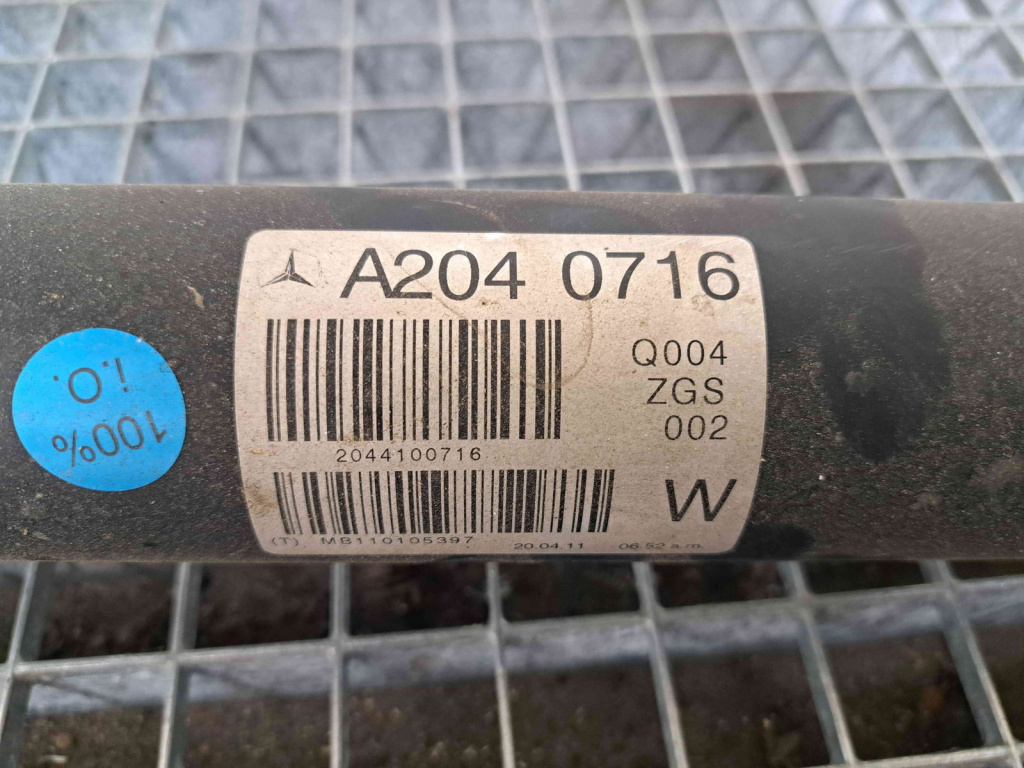 A204 0716
Q004
ZGS
002
2044100716
W
(T) MB110105397 20.04.11 06:52 a.m.
100%
i.O.